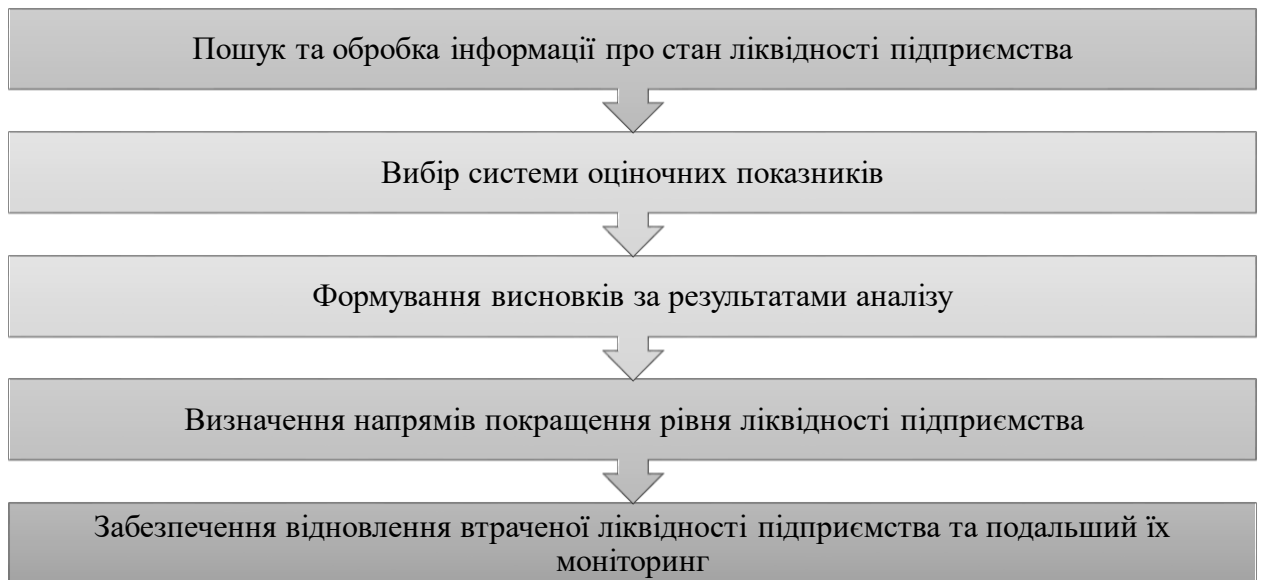 Пошук та обробка інформації про стан ліквідності підприємства
Вибір системи оціночних показників
Формування висновків за результатами аналізу
Визначення напрямів покращення рівня ліквідності підприємства
Забезпечення відновлення втраченої ліквідності підприємства та подальший їх
моніторинг